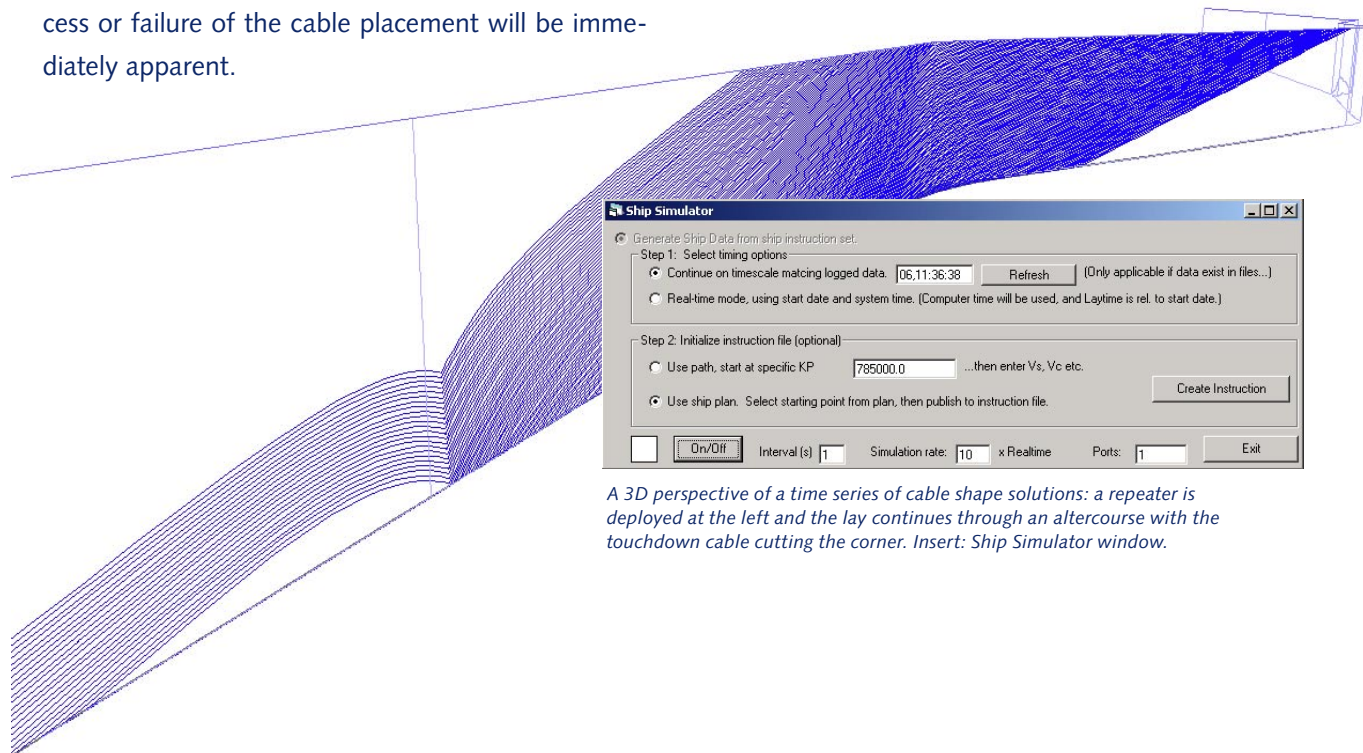 cess or failure of the cable placement will be imme-
diately apparent.
Ship Simulator
Generate Ship Data from ship instruction set.
Step 1: Select timing options
Continue on timescale matcing logged data. 06,11:36:38 Refresh (Only applicable if data exist in files...)
Real-time mode, using start date and system time. (Computer time will be used, and Laytime is rel. to start date.)
Step 2: Initialize instruction file (optional)
Use path, start at specific KP 785000.0 ...then enter Vs, Vc etc.
Create Instruction
Use ship plan. Select starting point from plan, then publish to instruction file.
On/Off Interval (s) 1 Simulation rate: 10 x Realtime Ports: 1 Exit
A 3D perspective of a time series of cable shape solutions: a repeater is
deployed at the left and the lay continues through an altercourse with the
touchdown cable cutting the corner. Insert: Ship Simulator window.